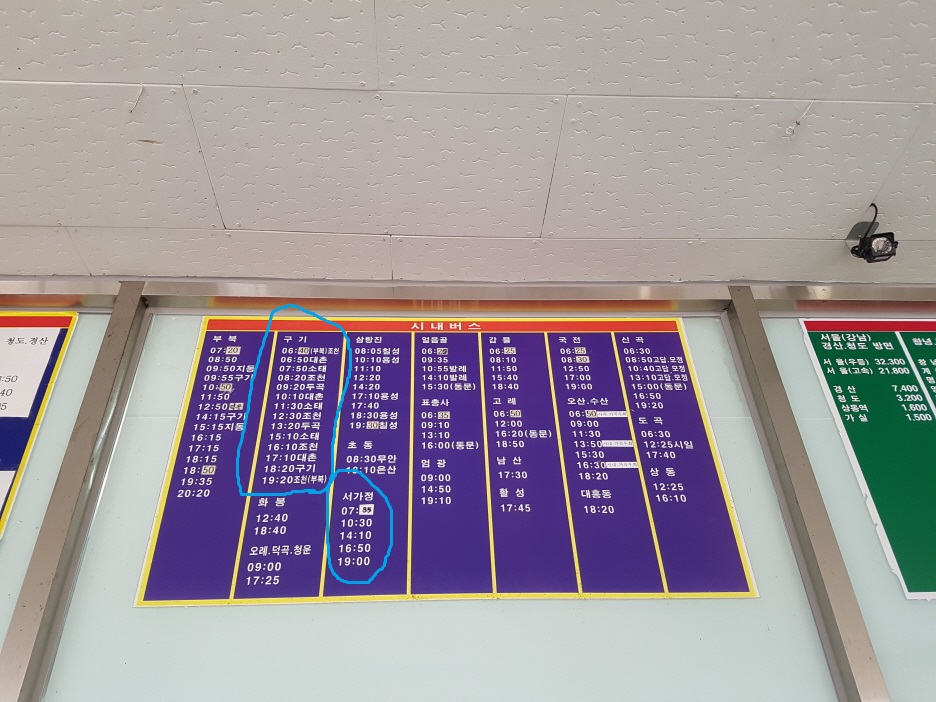 시내버스
부 북
07:20
08:50
09:50지동
09:55구기
10:50
11:50
12:50
14:15구기
15:15지동
16:15
17:15
18:15
18:50
19:35
20:20
구 기
06:40(부북)조천
06:50대촌
07:50소태
08:20조천
09:20두곡
10:10대촌
11:30소태
12:30조천
13:20두곡
15:10소태
16:10조천
17:10대촌
18:20구기
19:20조천(부북)
화 봉
12:40
18:40
오례.덕곡.청운
09:00
17:25
삼랑진
08:05칠성
10:10용성
11:10
12:20
14:20
17:10용성
17:40
18:30용성
19:30칠성
초 동
08:30무안
10은산
서가정
07:35
10:30
14:10
16:50
19:00
얼음골
06:
09:35
10:55발례
14:10발례
15:30(동문)
표충사
06:35
09:10
13:10
16:00(동문)
엄 광
09:00
14:50
19:10
감 물
06:25
08:10
11:50
15:40
18:40
고 례
06:50
12:00
16:20(동문)
18:50
남 산
17:30
활 성
17:45
국 전
06:25
08:30
12:50
17:00
19:00
오산.수산
06:50
09:00
11:30
13:50
15:30
16:30
18:20
대흥동
18:20
신 곡
06:30
08:50고답.모정
10:40고답.모정
13:10고답.모정
15:00(동문)
16:50
19:20
도 곡
06:30
12:25시일
17:40
상 동
12:25
16:10
청도.경산
:50
40
:15
서울(강남)
경산.청도 방면
서 울(우등) 32,300
서 울(고속) 21,800
경 산 7,400
청 도 3,200
삼동역 1,600
가 실 1,500
창녕